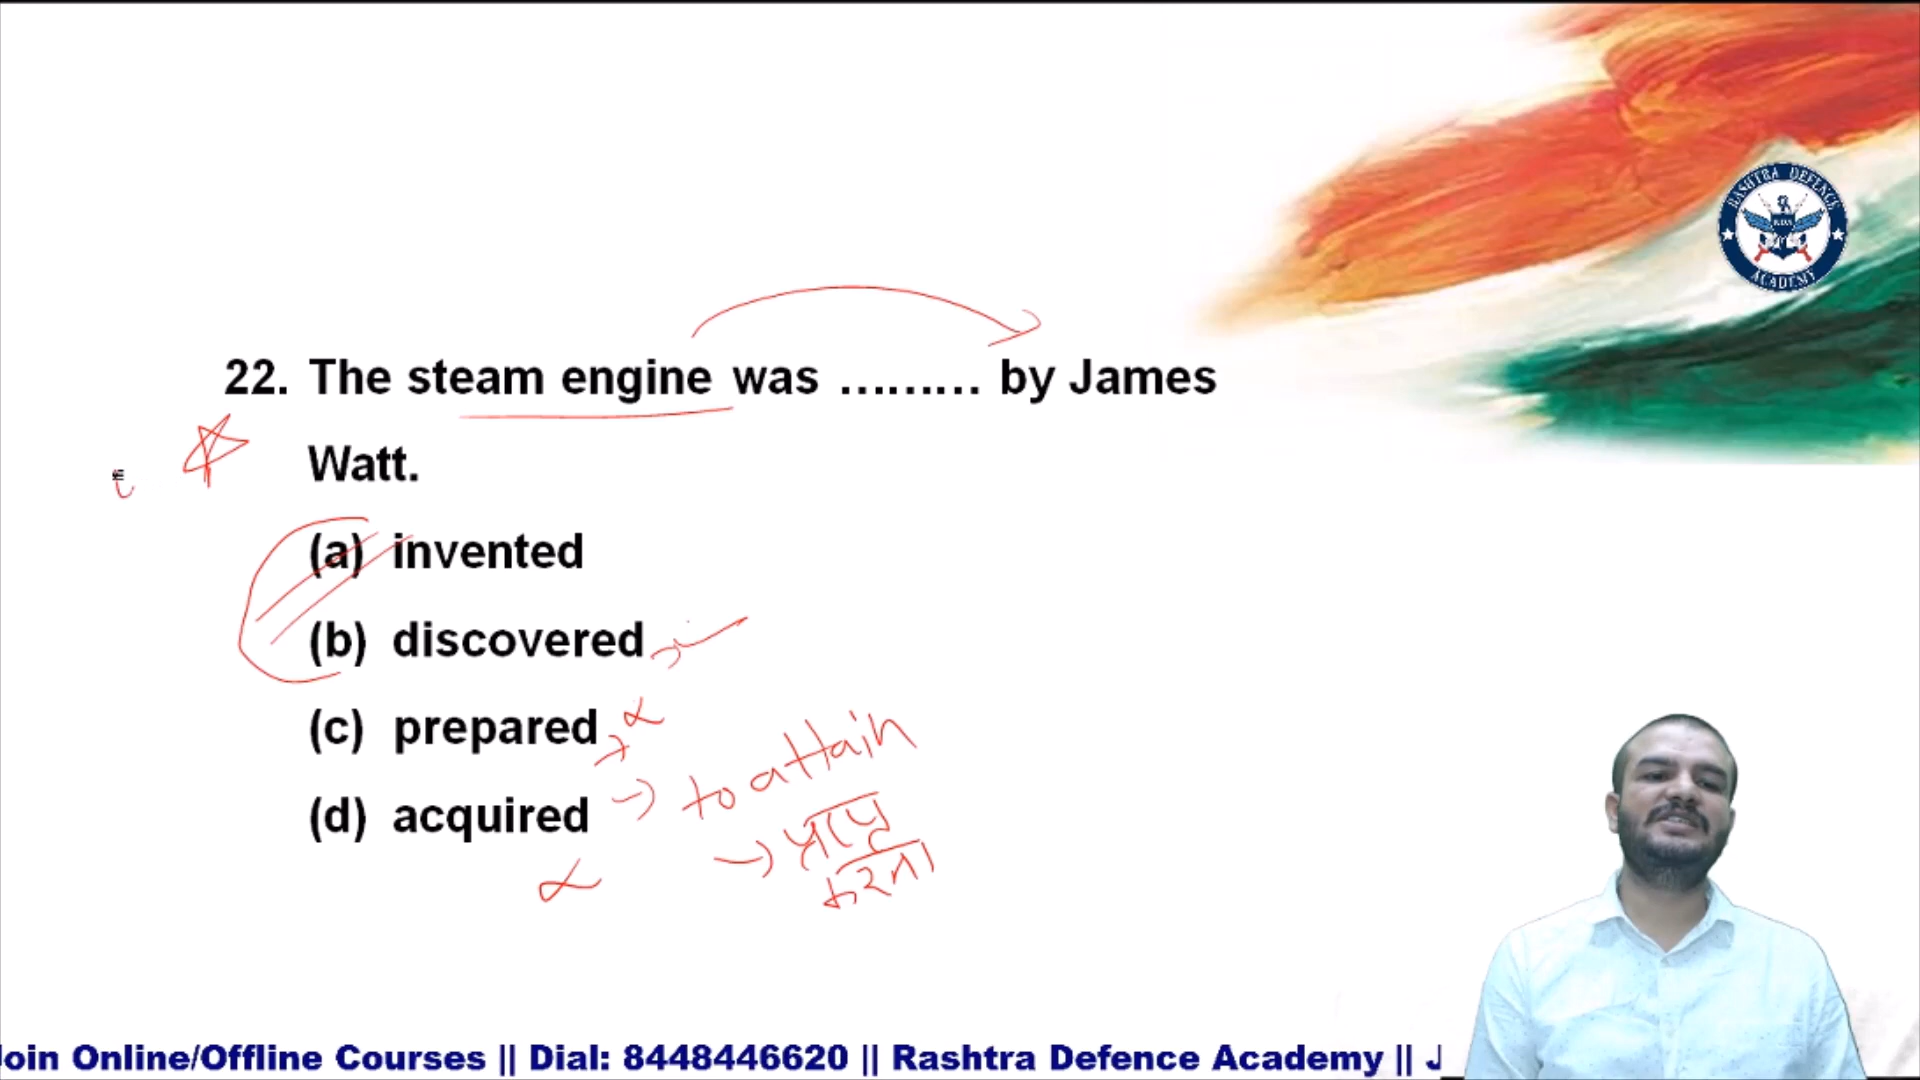 RASHTRA DEFENCE
ACADEMY
22. The steam engine was ......... by James
Watt.
(a) invented
(b) discovered
(c) prepared
(d) acquired
to attain
प्राप्त
करना
Join Online/Offline Courses || Dial: 8448446620 || Rashtra Defence Academy || J